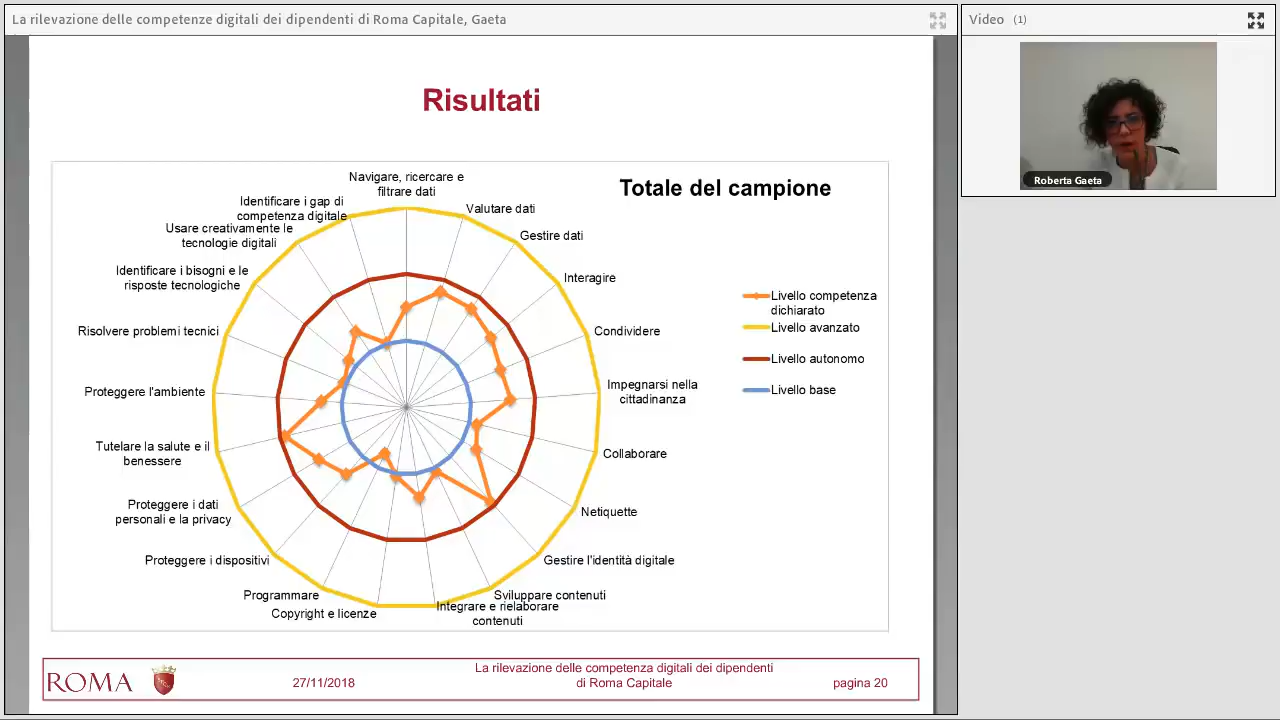 La rilevazione delle competenze digitali dei dipendenti di Roma Capitale, Gaeta
Video (1)
Roberta Gaeta
Risultati
Totale del campione
Navigare, ricercare e
filtrare dati
Valutare dati
Gestire dati
Interagire
Condividere
Impegnarsi nella
cittadinanza
Collaborare
Netiquette
Gestire l'identità digitale
Sviluppare contenuti
Integrare e rielaborare
contenuti
Copyright e licenze
Programmare
Proteggere i dispositivi
Proteggere i dati
personali e la privacy
Tutelare la salute e il
benessere
Proteggere l'ambiente
Risolvere problemi tecnici
Identificare i bisogni e le
risposte tecnologiche
Usare creativamente le
tecnologie digitali
Identificare i gap di
competenza digitale
Livello competenza
dichiarato
Livello avanzato
Livello autonomo
Livello base
ROMA
27/11/2018
La rilevazione delle competenza digitali dei dipendenti
di Roma Capitale
pagina 20